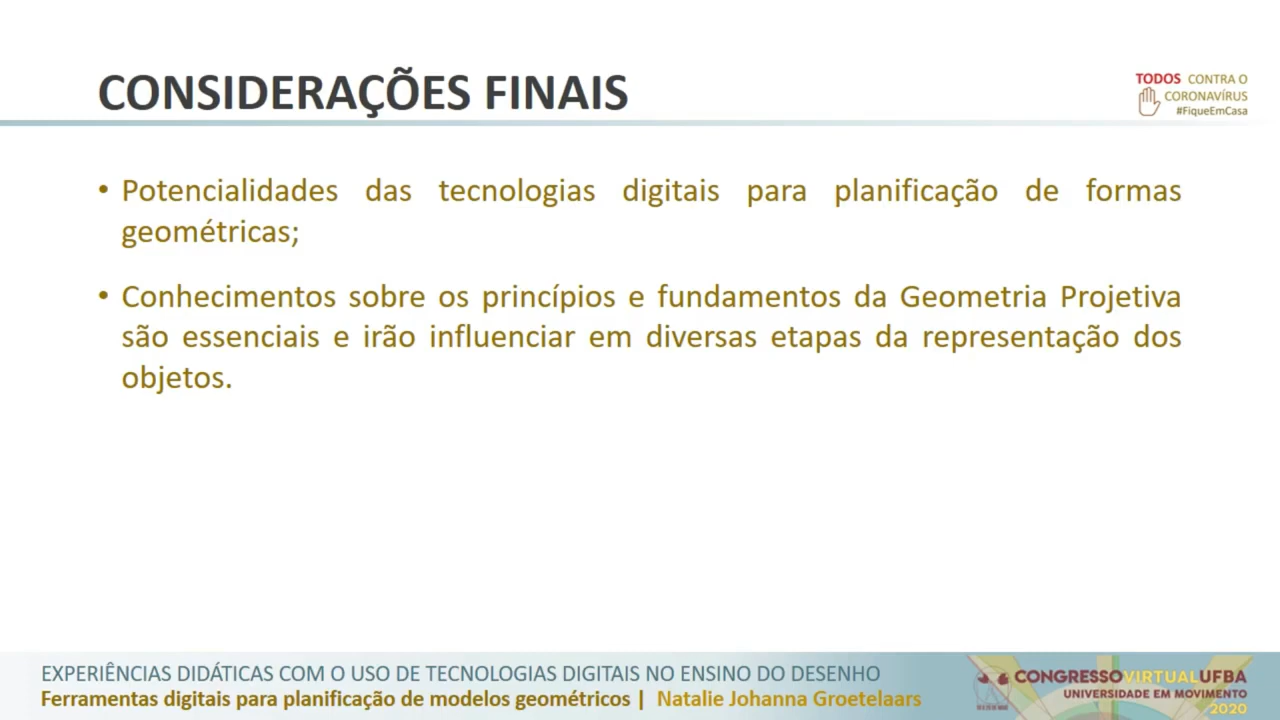 CONSIDERAÇÕES FINAIS
TODOS CONTRA O
CORONAVÍRUS
#FiqueEmCasa
• Potencialidades das tecnologias digitais para planificação de formas
geométricas;
• Conhecimentos sobre os princípios e fundamentos da Geometria Projetiva
são essenciais e irão influenciar em diversas etapas da representação dos
objetos.
EXPERIÊNCIAS DIDÁTICAS COM O USO DE TECNOLOGIAS DIGITAIS NO ENSINO DO DESENHO
Ferramentas digitais para planificação de modelos geométricos | Natalie Johanna Groetelaars
CONGRESSOVIRTUALUFBA
UNIVERSIDADE EM MOVIMENTO
2020